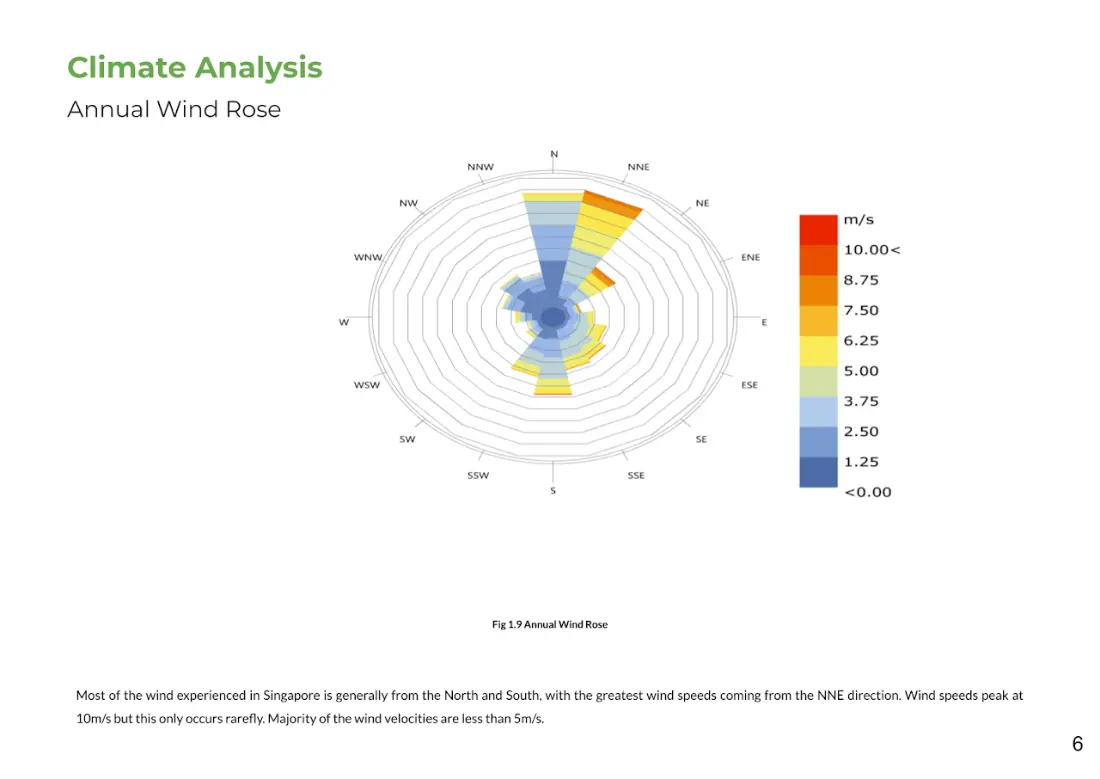 Climate Analysis
Annual Wind Rose
N
NNW
NNE
NW
NE
WNW
ENE
W
E
WSW
ESE
SW
SE
SSW
SSE
S
m/s
10.00<
8.75
7.50
6.25
5.00
3.75
2.50
1.25
<0.00
Fig 1.9 Annual Wind Rose
Most of the wind experienced in Singapore is generally from the North and South, with the greatest wind speeds coming from the NNE direction. Wind speeds peak at
10m/s but this only occurs rarefly. Majority of the wind velocities are less than 5m/s.
6